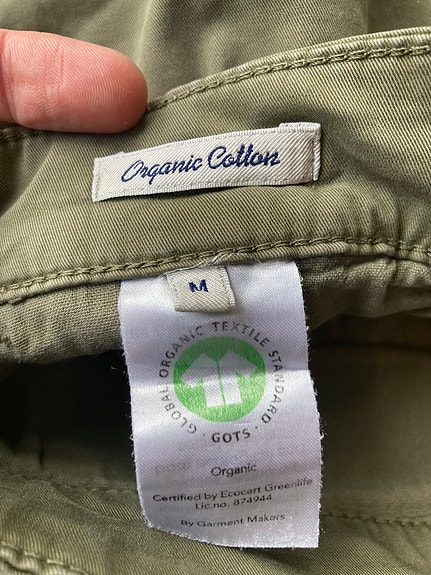 Organic Cotton
M
GLOBAL ORGANIC TEXTILE STANDARD
· GOTS ·
Organic
Certified by Ecocert Greenlife
Lic.no. 874944
By Garment Makers